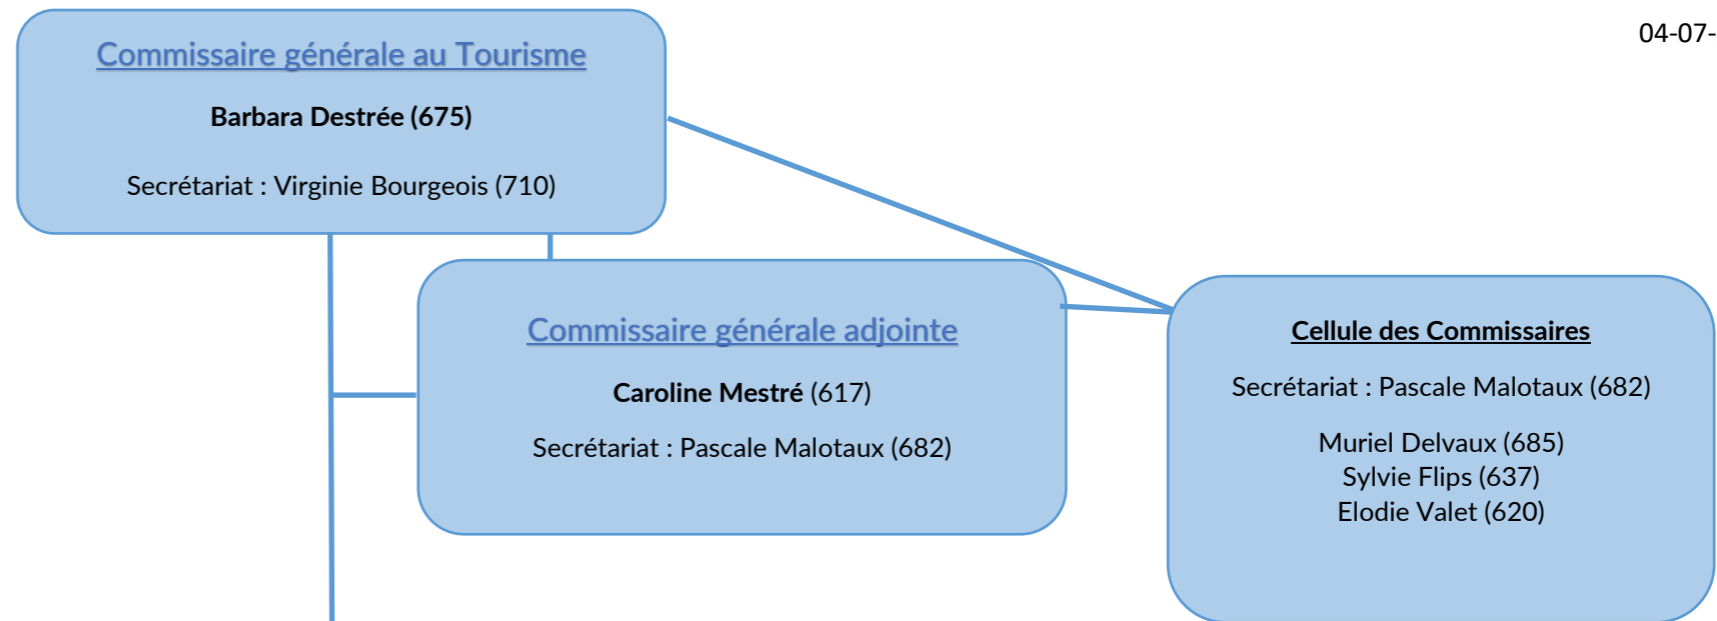 04-07-
Commissaire générale au Tourisme
Barbara Destrée (675)
Secrétariat : Virginie Bourgeois (710)
Commissaire générale adjointe
Caroline Mestré (617)
Secrétariat : Pascale Malotaux (682)
Cellule des Commissaires
Secrétariat : Pascale Malotaux (682)
Muriel Delvaux (685)
Sylvie Flips (637)
Elodie Valet (620)